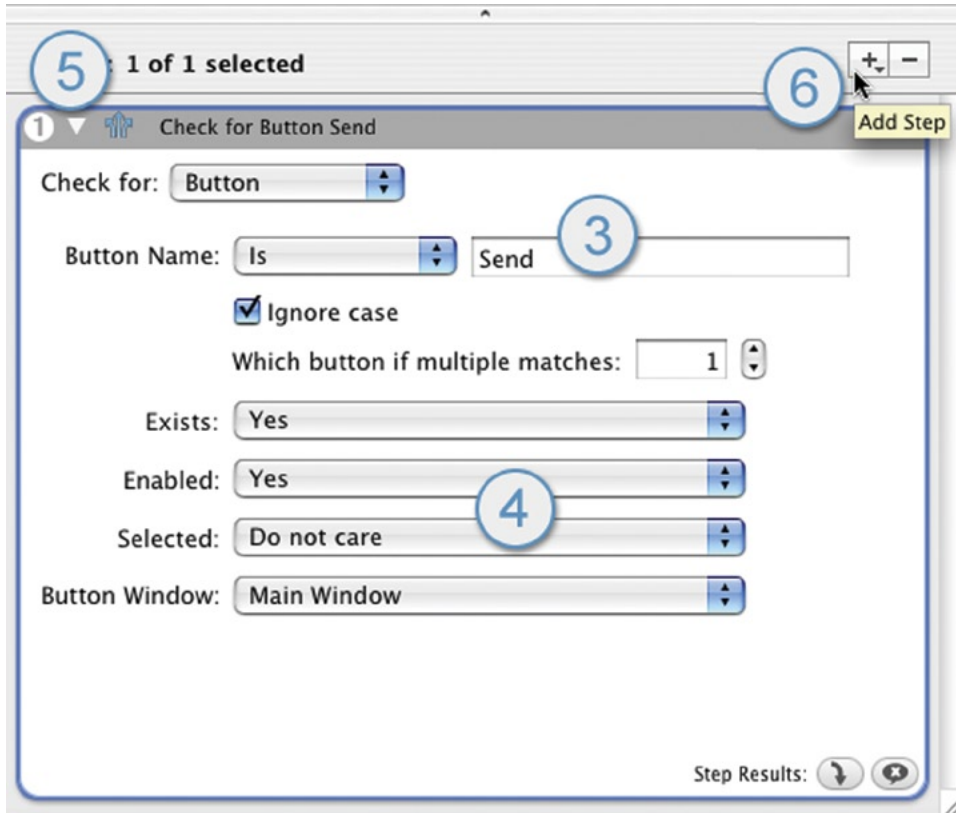 5 : 1 of 1 selected
6
+ −
Add Step
1 Check for Button Send
Check for: Button
3
Button Name: Is Send
Ignore case
Which button if multiple matches: 1
Exists: Yes
Enabled: Yes
4
Selected: Do not care
Button Window: Main Window
Step Results: